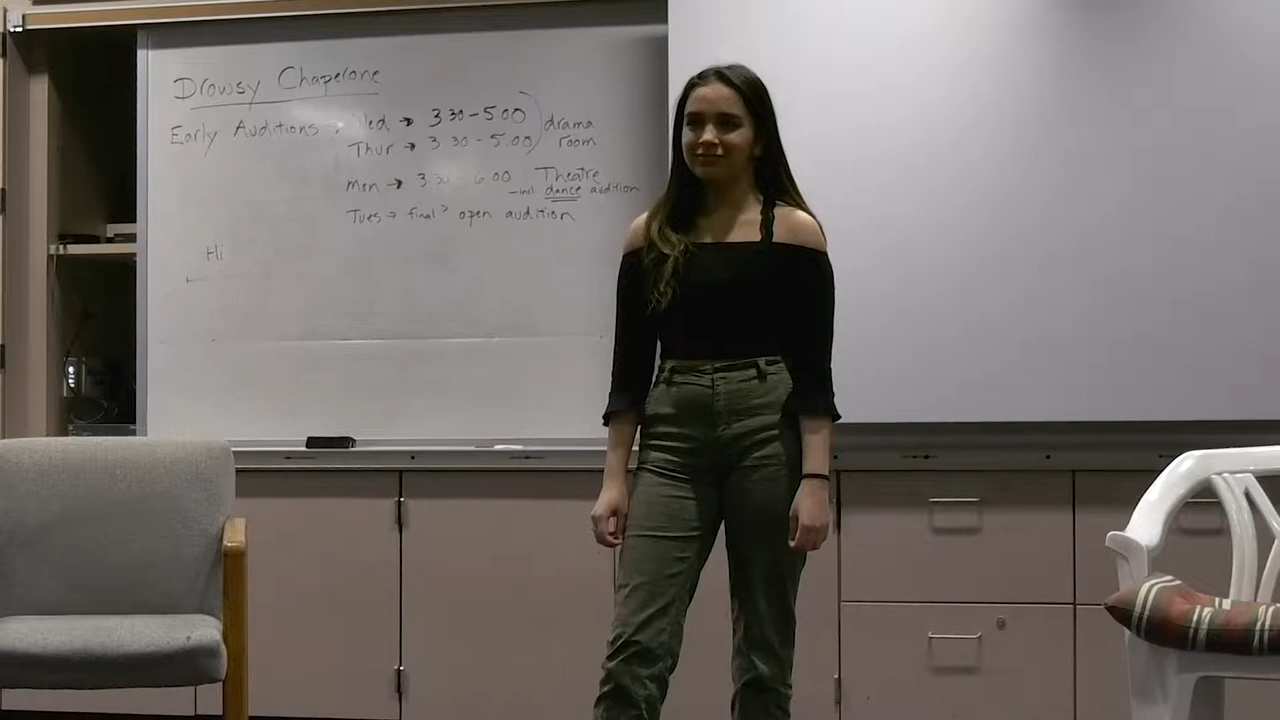 Drowsy Chaperone
Early Auditions → Wed → 3 30-5 00
Thur → 3 30-5.00
drama
room
Mon → 3:30 - 6 00 Theatre
-incl. dance audition
Tues → final> open audition
Hi